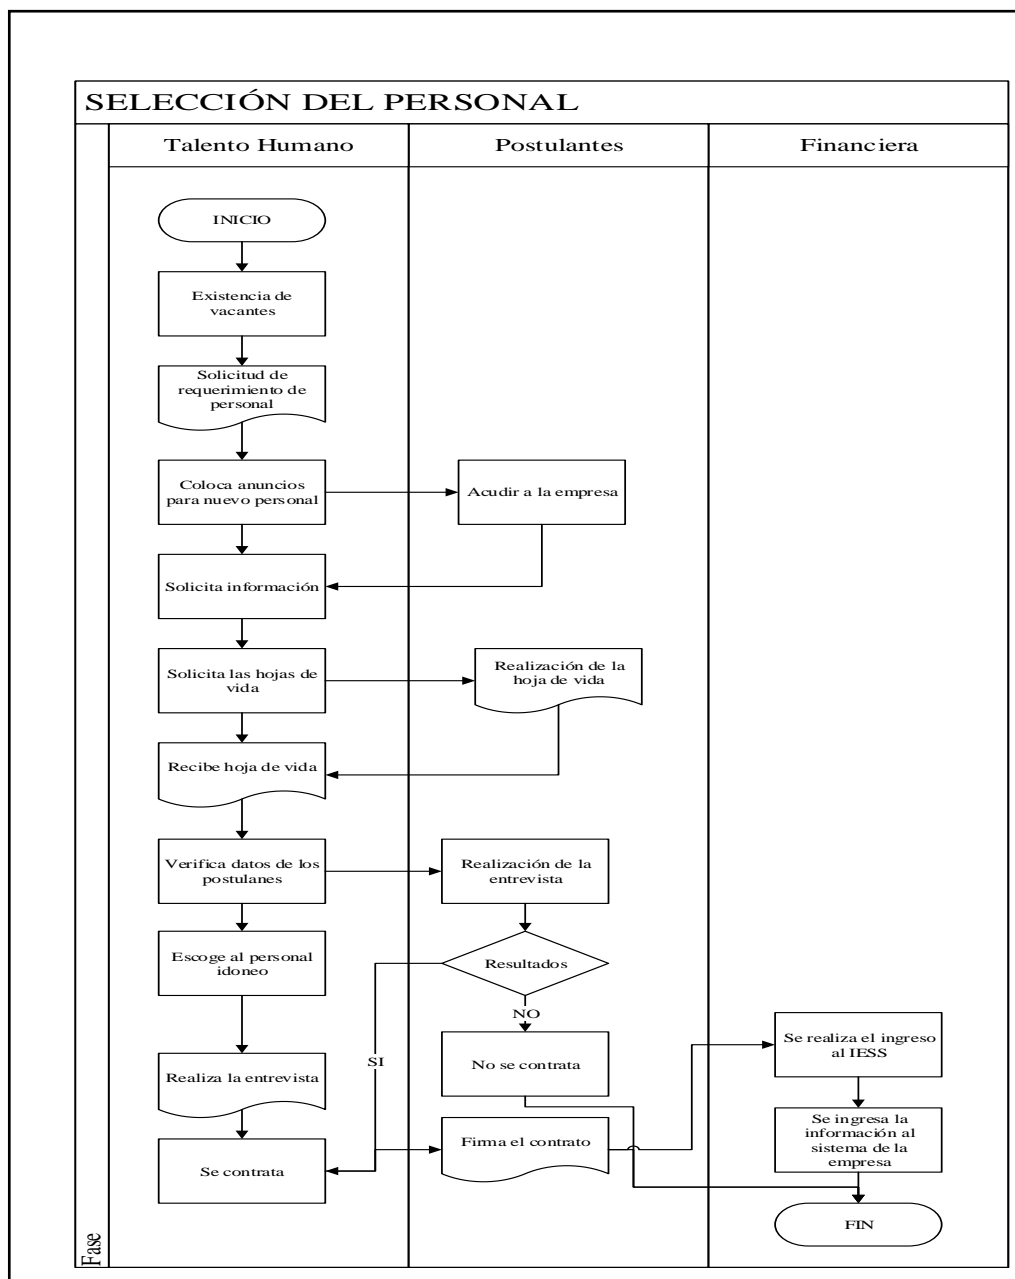 SELECCIÓN DEL PERSONAL
Talento Humano
Postulantes
Financiera
INICIO
Existencia de
vacantes
Solicitud de
requerimiento de
personal
Coloca anuncios
para nuevo personal
Acudir a la empresa
Solicita información
Solicita las hojas de
vida
Realización de la
hoja de vida
Recibe hoja de vida
Verifica datos de los
postulanes
Realización de la
entrevista
Escoge al personal
idoneo
Resultados
NO
SI
Se realiza el ingreso
al IESS
Realiza la entrevista
No se contrata
Se ingresa la
información al
sistema de la
empresa
Firma el contrato
Se contrata
FIN
Fase